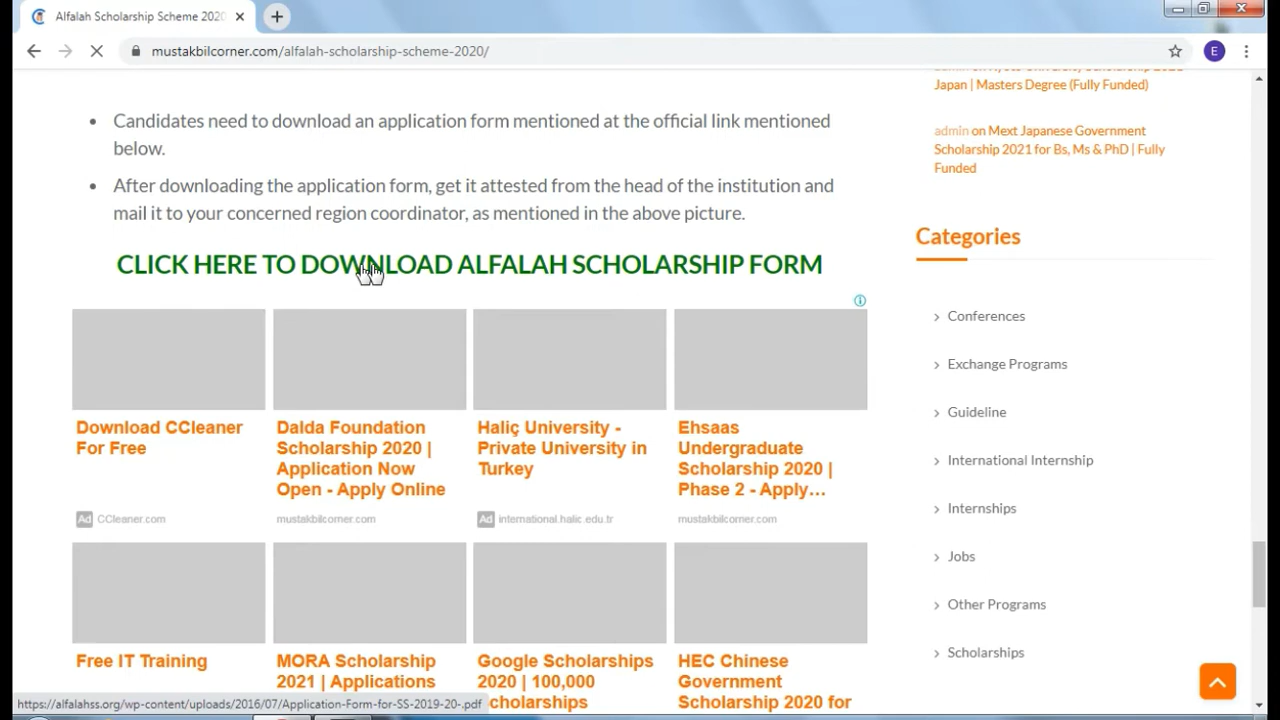 Alfalah Scholarship Scheme 2020
mustakbilcorner.com/alfalah-scholarship-scheme-2020/
E
Japan | Masters Degree (Fully Funded)
admin on Mext Japanese Government
Scholarship 2021 for Bs, Ms & PhD | Fully
Funded
Candidates need to download an application form mentioned at the official link mentioned
below.
After downloading the application form, get it attested from the head of the institution and
mail it to your concerned region coordinator, as mentioned in the above picture.
CLICK HERE TO DOWNLOAD ALFALAH SCHOLARSHIP FORM
Categories
Conferences
Exchange Programs
Guideline
International Internship
Internships
Jobs
Other Programs
Scholarships
Download CCleaner
For Free
Ad CCleaner.com
Dalda Foundation
Scholarship 2020 |
Application Now
Open - Apply Online
mustakbilcorner.com
Haliç University -
Private University in
Turkey
Ad international.halic.edu.tr
Ehsaas
Undergraduate
Scholarship 2020 |
Phase 2 - Apply...
mustakbilcorner.com
Free IT Training
MORA Scholarship
2021 | Applications
Google Scholarships
2020 | 100,000
Scholarships
HEC Chinese
Government
Scholarship 2020 for
https://alfalahss.org/wp-content/uploads/2016/07/Application-Form-for-SS-2019-20-.pdf